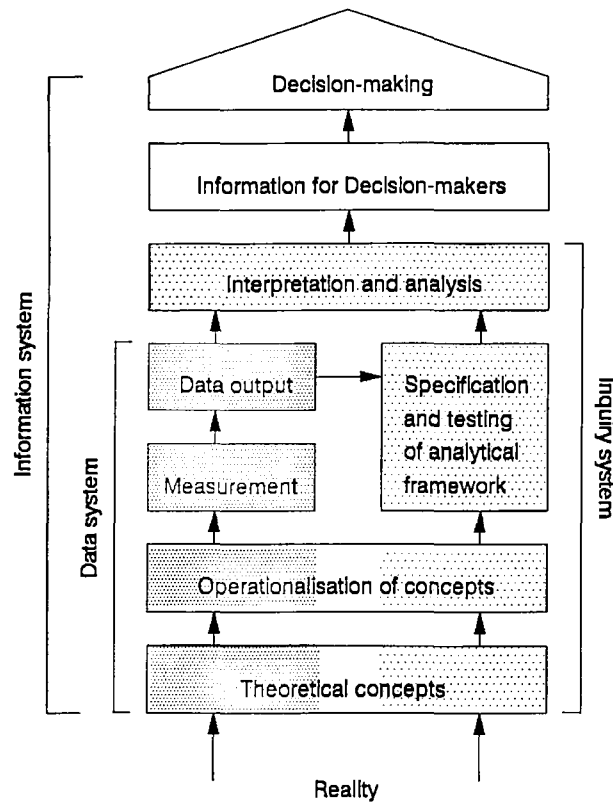 Decision-making
Information for Decision-makers
Interpretation and analysis
Data output
Specification
and testing
of analytical
framework
Measurement
Operationalisation of concepts
Theoretical concepts
Reality
Information system
Data system
Inquiry system